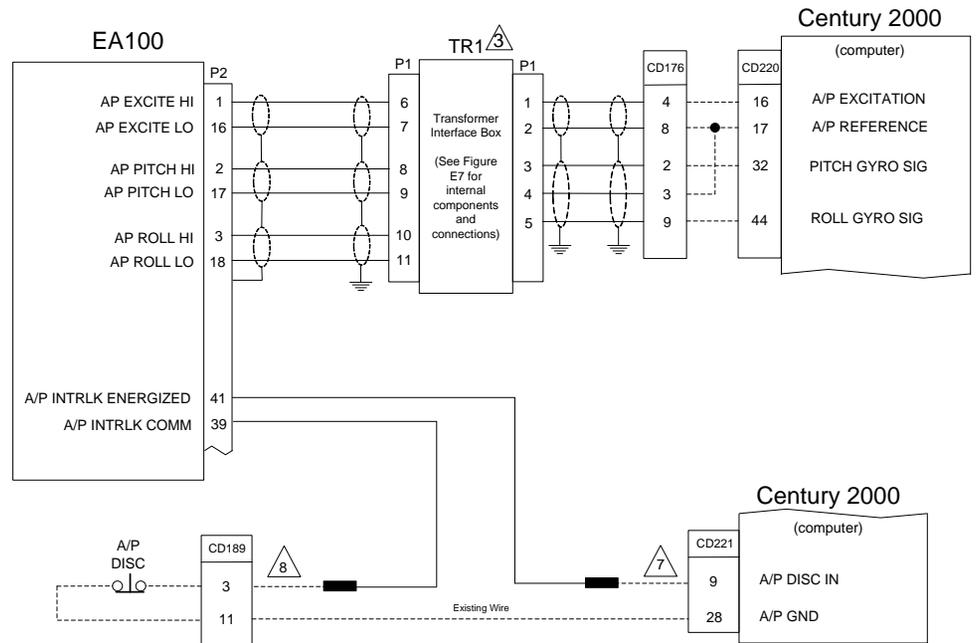 EA100
P2
AP EXCITE HI 1
AP EXCITE LO 16
AP PITCH HI 2
AP PITCH LO 17
AP ROLL HI 3
AP ROLL LO 18
A/P INTRLK ENERGIZED 41
A/P INTRLK COMM 39
TR1 3
P1
6
7
8
9
10
11
Transformer
Interface Box
(See Figure
E7 for
internal
components
and
connections)
P1
1
2
3
4
5
CD176
4
8
2
3
9
Century 2000
(computer)
CD220
16 A/P EXCITATION
17 A/P REFERENCE
32 PITCH GYRO SIG
44 ROLL GYRO SIG
A/P
DISC
CD189
3
11
8
Existing Wire
7
Century 2000
(computer)
CD221
9 A/P DISC IN
28 A/P GND